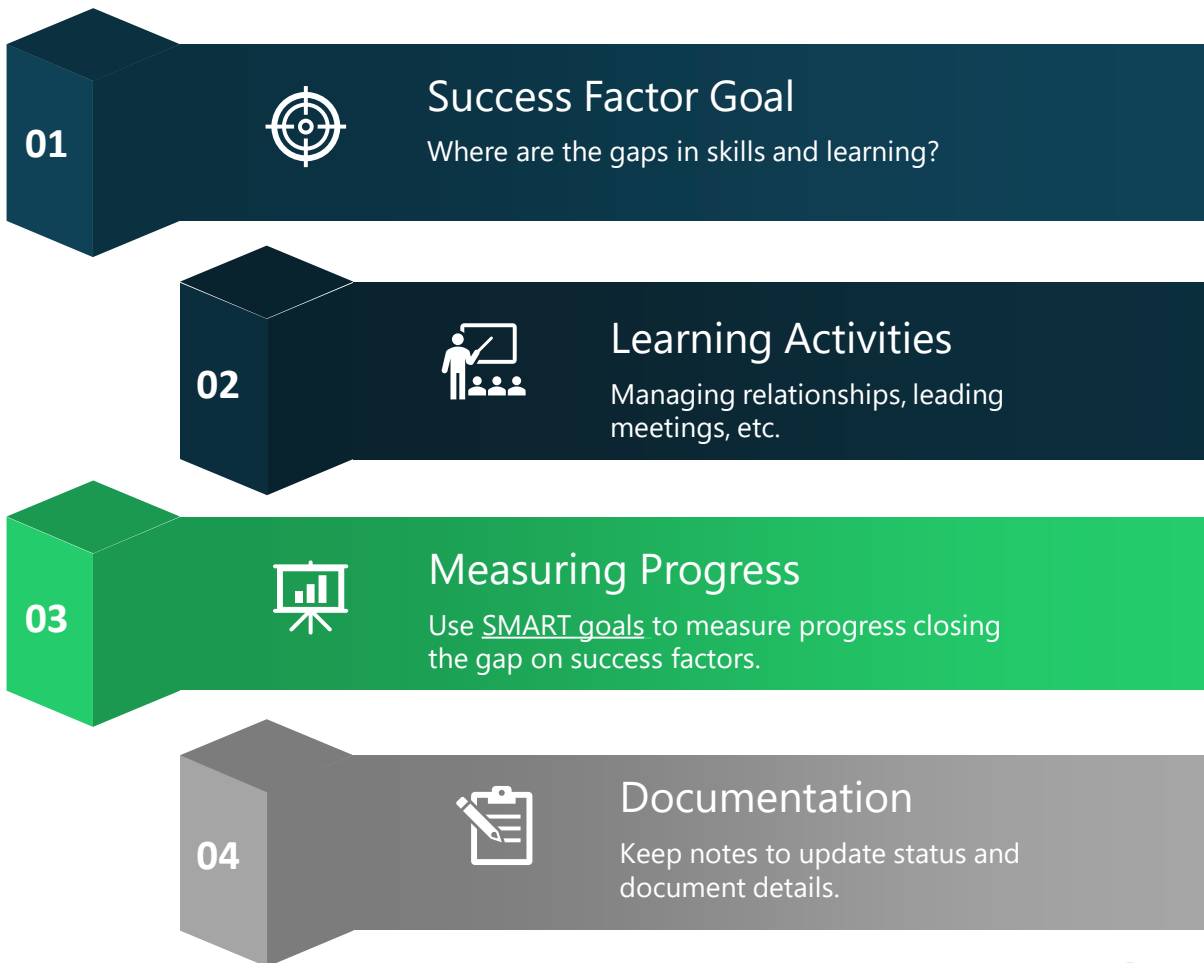 01
Success Factor Goal
Where are the gaps in skills and learning?
02
Learning Activities
Managing relationships, leading
meetings, etc.
03
Measuring Progress
Use SMART goals to measure progress closing
the gap on success factors.
04
Documentation
Keep notes to update status and
document details.